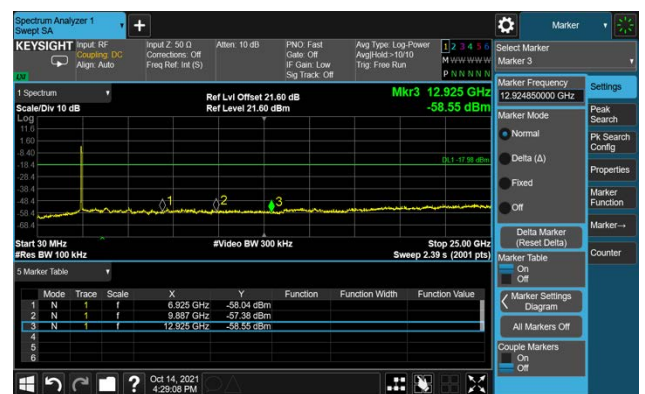 Spectrum Analyzer 1
Swept SA
Marker
KEYSIGHT
Input: RF
Coupling: DC
Align: Auto
Input Z: 50 Ω
Corrections: Off
Freq Ref: Int (S)
Atten: 10 dB
PNO: Fast
Gate: Off
IF Gain: Low
Sig Track: Off
Avg Type: Log-Power
Avg|Hold:>10/10
Trig: Free Run
1 2 3 4 5 6
M W W W W W
P N N N N N
Select Marker
Marker 3
1 Spectrum
Scale/Div 10 dB
Ref Lvl Offset 21.60 dB
Ref Level 21.60 dBm
Mkr3 12.925 GHz
-58.55 dBm
Log
11.6
1.60
-8.40
-18.4
-28.4
-38.4
-48.4
-58.4
-68.4
DL1 -17.98 dBm
1
2
3
Start 30 MHz
#Res BW 100 kHz
#Video BW 300 kHz
Stop 25.00 GHz
Sweep 2.39 s (2001 pts)
5 Marker Table
Mode Trace Scale X Y Function Function Width Function Value
1 N 1 f 6.925 GHz -58.04 dBm
2 N 1 f 9.887 GHz -57.38 dBm
3 N 1 f 12.925 GHz -58.55 dBm
4
5
6
Marker Frequency
12.924850000 GHz
Marker Mode
Normal
Delta (Δ)
Fixed
Off
Delta Marker
(Reset Delta)
Marker Table
On
Off
Marker Settings
Diagram
All Markers Off
Couple Markers
On
Off
Settings
Peak
Search
Pk Search
Config
Properties
Marker
Function
Marker→
Counter
?
Oct 14, 2021
4:29:08 PM